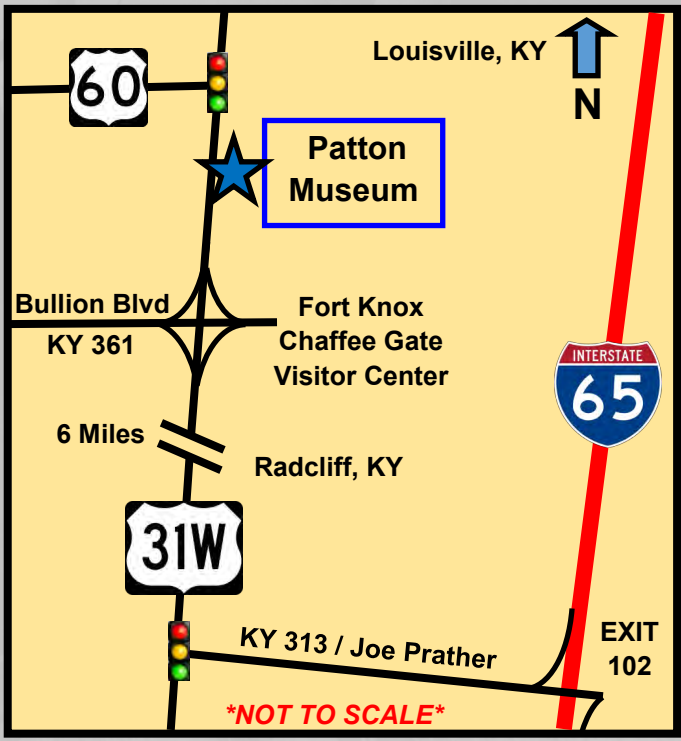 60
Louisville, KY
N
Patton
Museum
Bullion Blvd
KY 361
Fort Knox
Chaffee Gate
Visitor Center
INTERSTATE
65
6 Miles
Radcliff, KY
31W
KY 313 / Joe Prather
EXIT
102
*NOT TO SCALE*